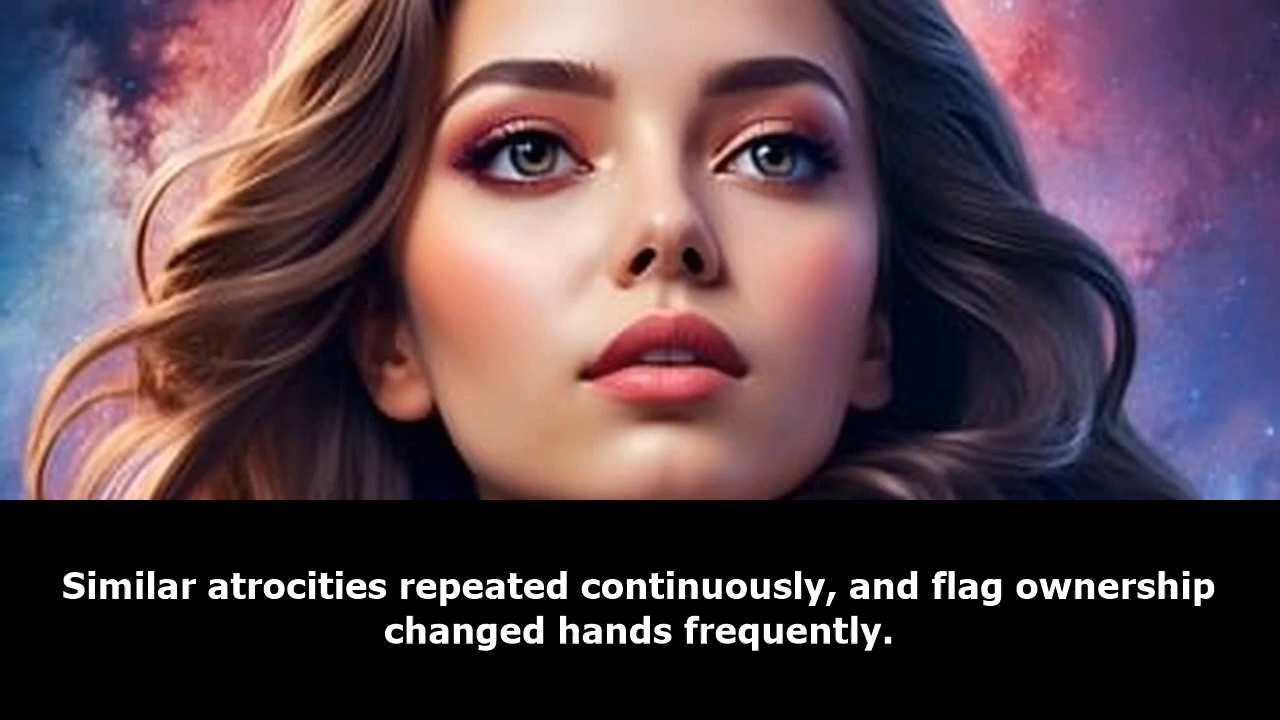 Similar atrocities repeated continuously, and flag ownership
changed hands frequently.